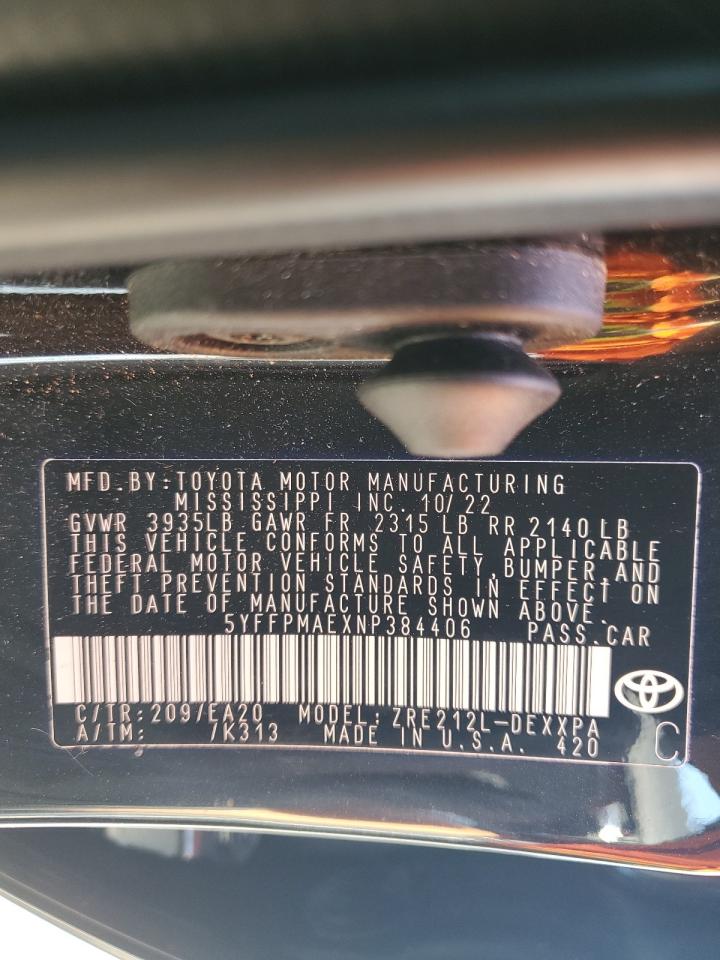 MFD.BY:TOYOTA MOTOR MANUFACTURING
MISSISSIPPI INC. 10/22
GVWR 3935LB GAWR FR 2315 LB RR 2140 LB
THIS VEHICLE CONFORMS TO ALL APPLICABLE
FEDERAL MOTOR VEHICLE SAFETY,BUMPER,AND
THEFT PREVENTION STANDARDS IN EFFECT ON
THE DATE OF MANUFACTURE SHOWN ABOVE.
5YFFPMAEXNP384406 PASS.CAR
C/TR:209/EA20 MODEL:ZRE212L-DEXXPA
A/TM: /K313 MADE IN U.S.A. 420 C